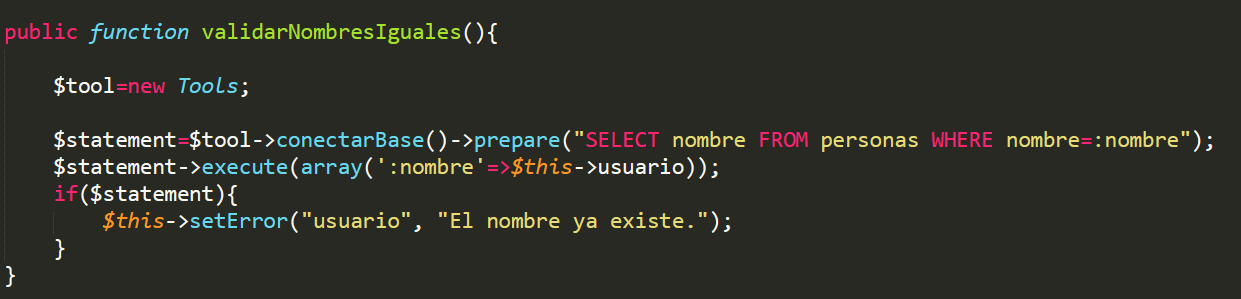 public function validarNombresIguales(){
$tool=new Tools;
$statement=$tool->conectarBase()->prepare("SELECT nombre FROM personas WHERE nombre=:nombre");
$statement->execute(array(':nombre'=>$this->usuario));
if($statement){
$this->setError("usuario", "El nombre ya existe.");
}
}